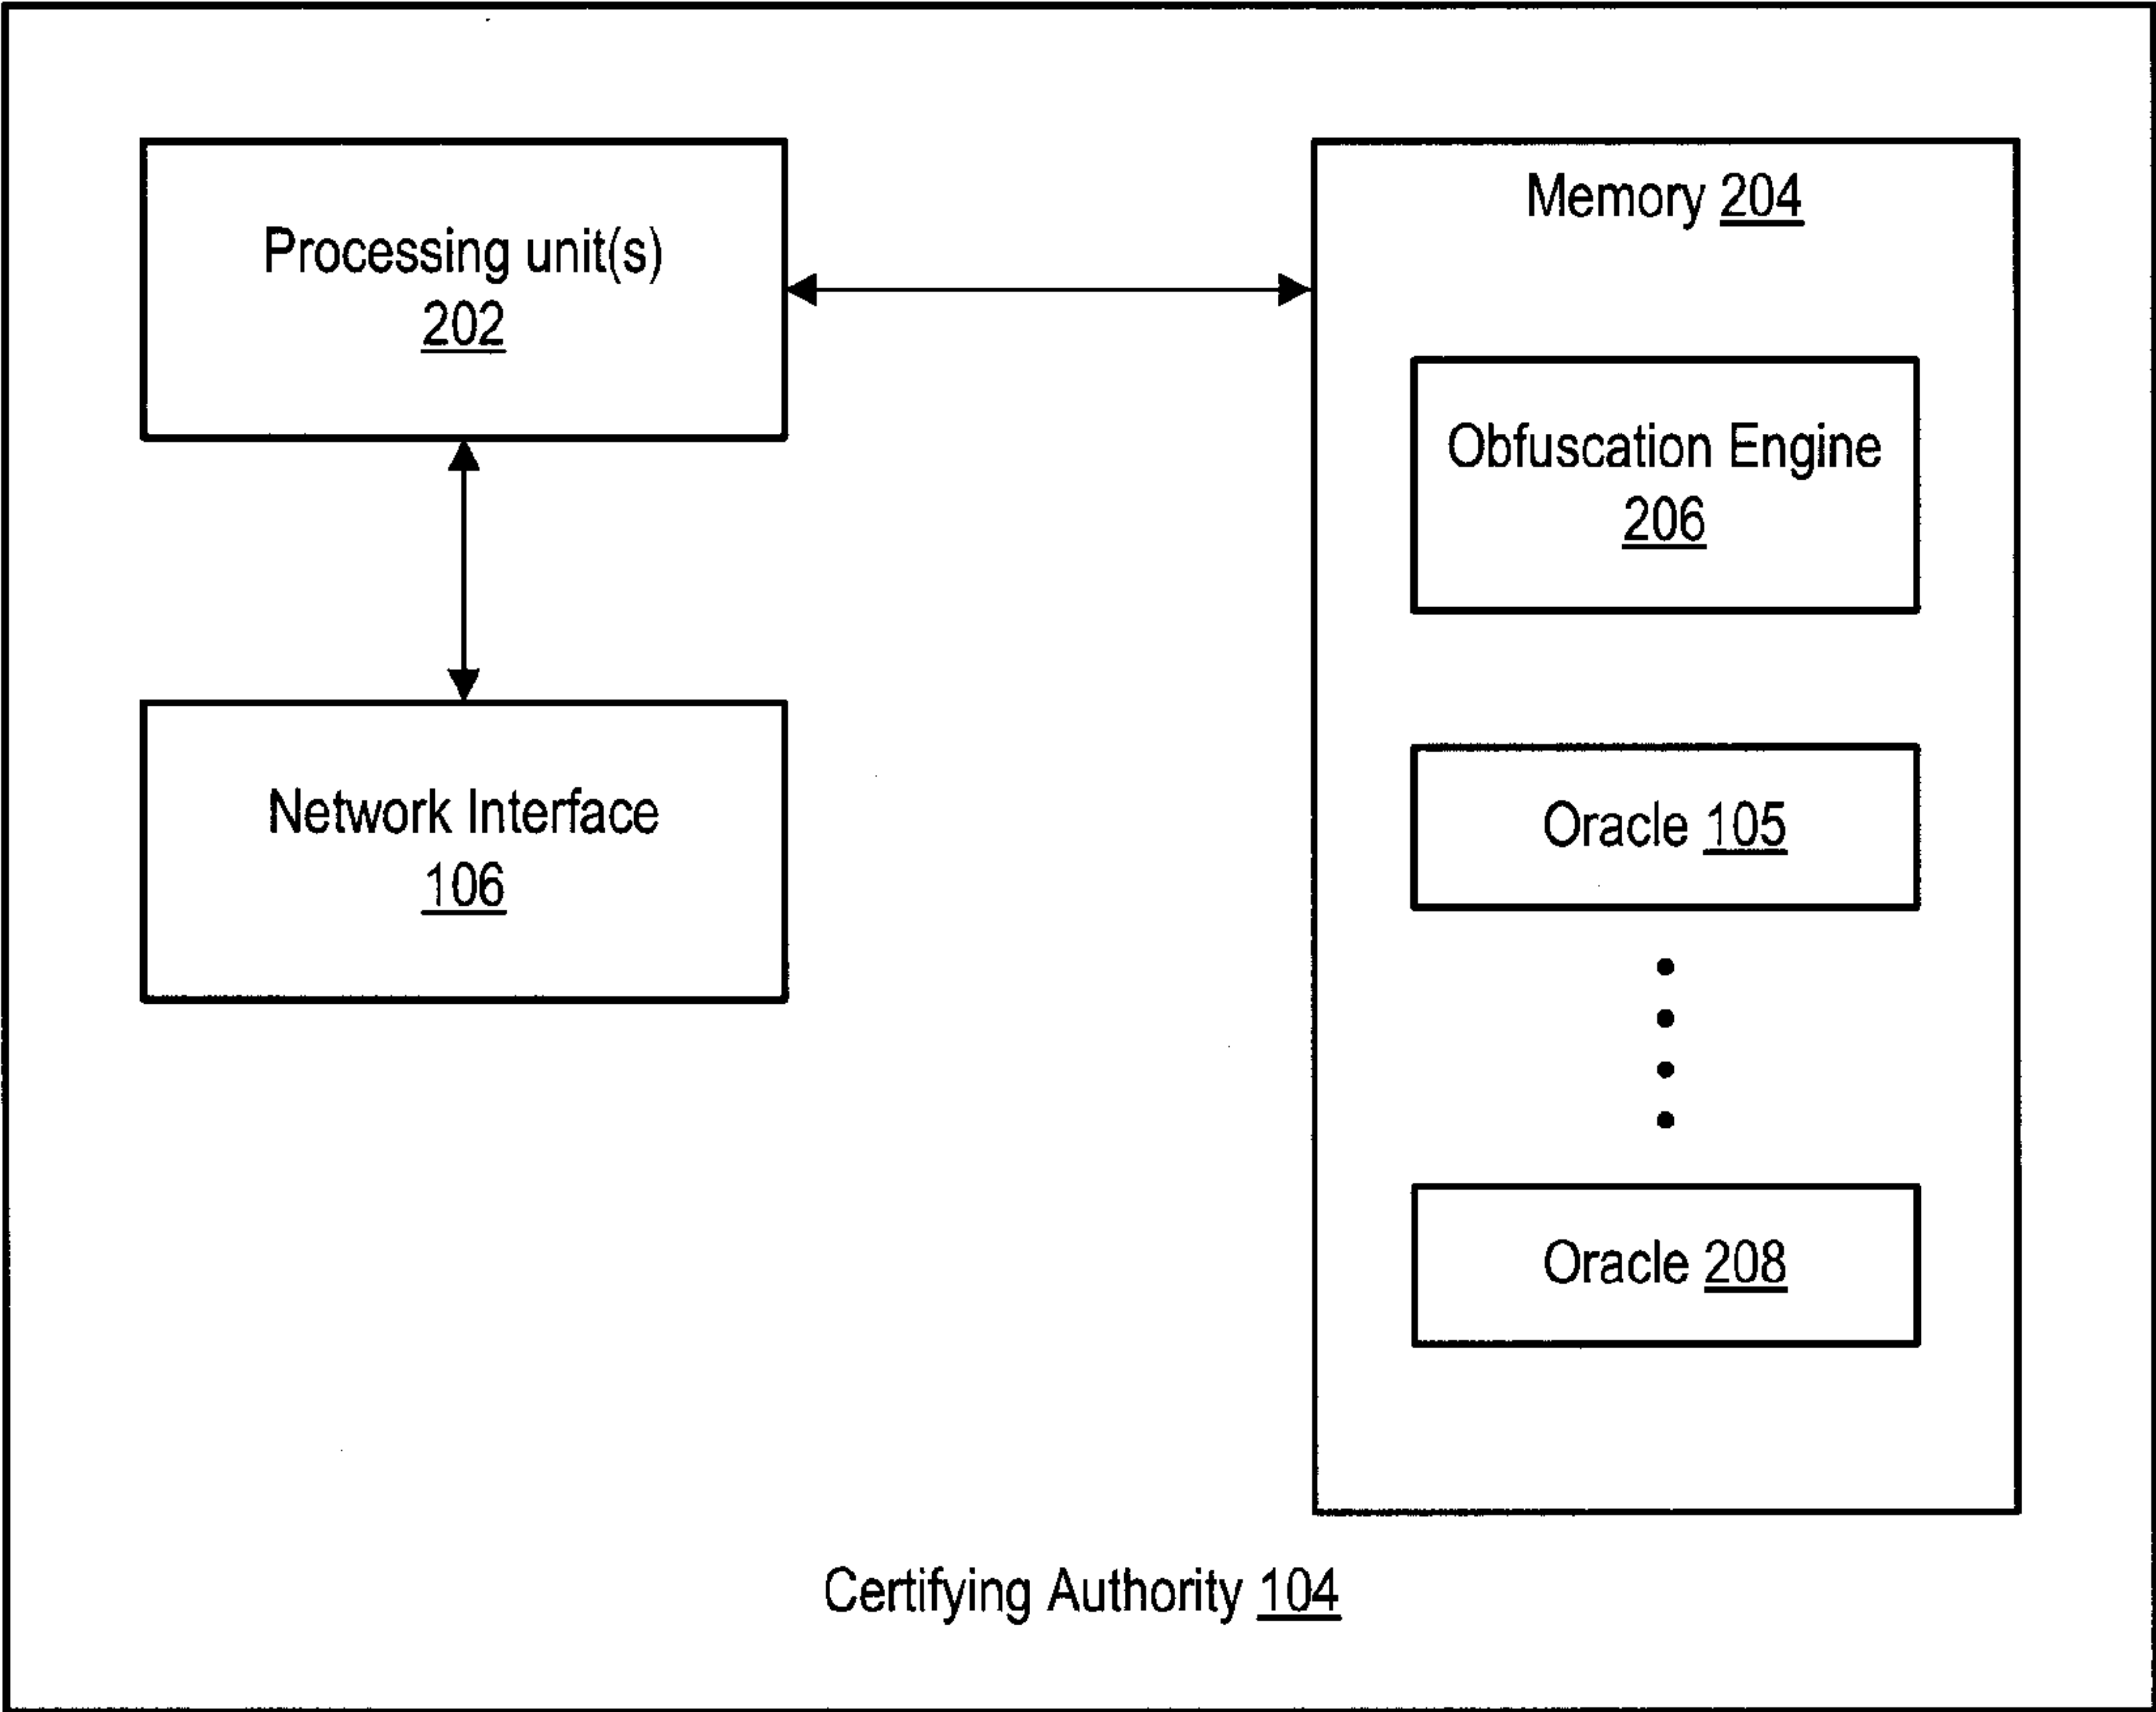 Processing unit(s)
202
Network Interface
106
Memory 204
Obfuscation Engine
206
Oracle 105
Oracle 208
Certifying Authority 104